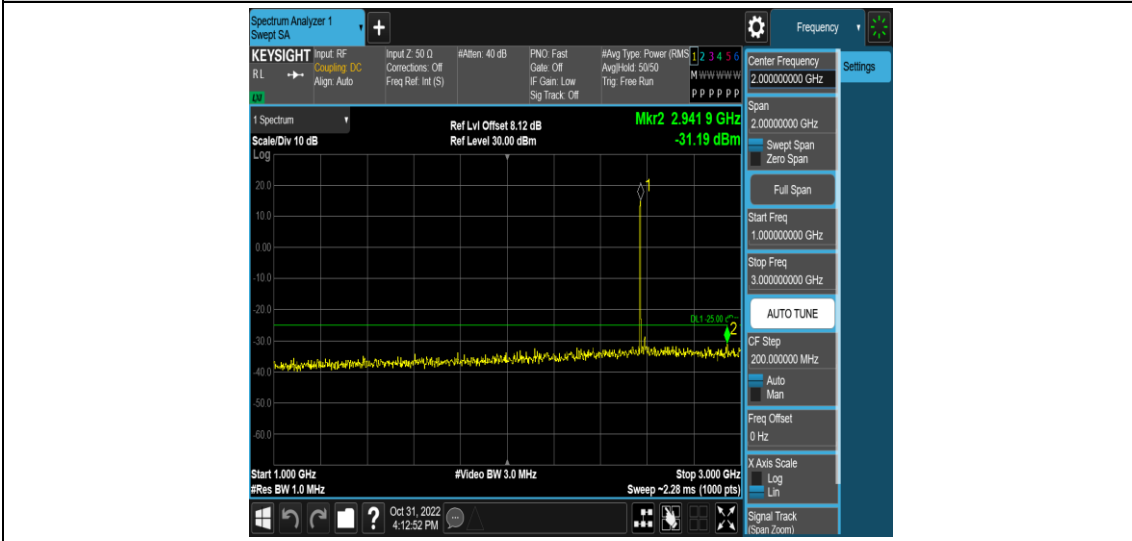 Spectrum Analyzer 1
Swept SA
+
Frequency
KEYSIGHT
RL
LXI
Input: RF
Coupling: DC
Align: Auto
Input Z: 50 Ω
Corrections: Off
Freq Ref: Int (S)
#Atten: 40 dB
PNO: Fast
Gate: Off
IF Gain: Low
Sig Track: Off
#Avg Type: Power (RMS
Avg|Hold: 50/50
Trig: Free Run
1 2 3 4 5 6
M W W W W W
P P P P P P
1 Spectrum
Scale/Div 10 dB
Log
Ref Lvl Offset 8.12 dB
Ref Level 30.00 dBm
Mkr2 2.941 9 GHz
-31.19 dBm
20.0
10.0
0.00
-10.0
-20.0
-30.0
-40.0
-50.0
-60.0
1
DL1 -25.00
2
Start 1.000 GHz
#Res BW 1.0 MHz
#Video BW 3.0 MHz
Stop 3.000 GHz
Sweep ~2.28 ms (1000 pts)
Center Frequency
2.000000000 GHz
Settings
Span
2.00000000 GHz
Swept Span
Zero Span
Full Span
Start Freq
1.000000000 GHz
Stop Freq
3.000000000 GHz
AUTO TUNE
CF Step
200.000000 MHz
Auto
Man
Freq Offset
0 Hz
X Axis Scale
Log
Lin
Signal Track
(Span Zoom)
?
Oct 31, 2022
4:12:52 PM